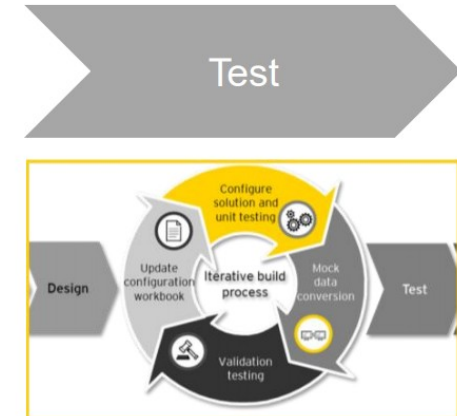 Test
Configure
solution and
unit testing
Design
Update
configuration
workbook
Iterative build
process
Mock
data
conversion
Test
Validation
testing